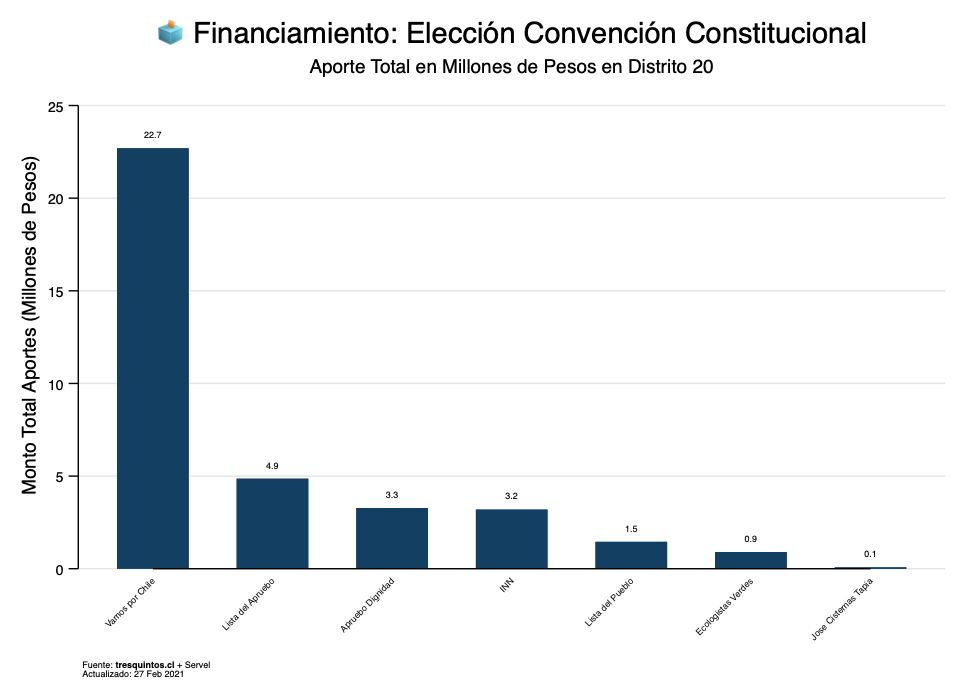 Financiamiento: Elección Convención Constitucional
Aporte Total en Millones de Pesos en Distrito 20
Monto Total Aportes (Millones de Pesos)
25
20
15
10
5
0
22.7
4.9
3.3
3.2
1.5
0.9
0.1
Vamos por Chile
Lista del Apruebo
Apruebo Dignidad
INN
Lista del Pueblo
Ecologistas Verdes
Jose Cisternas Tapia
Fuente: tresquintos.cl + Servel
Actualizado: 27 Feb 2021